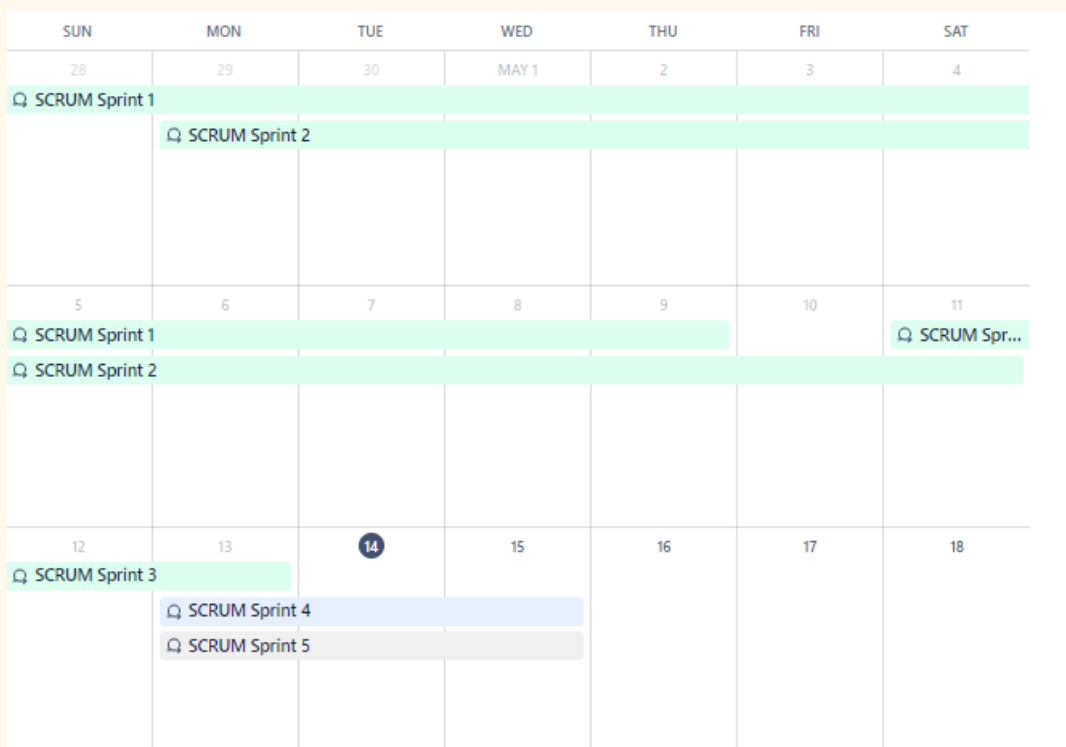 SUN MON TUE WED THU FRI SAT
28 29 30 MAY 1 2 3 4
SCRUM Sprint 1
SCRUM Sprint 2
5 6 7 8 9 10 11
SCRUM Sprint 1 SCRUM Spr...
SCRUM Sprint 2
12 13 14 15 16 17 18
SCRUM Sprint 3
SCRUM Sprint 4
SCRUM Sprint 5